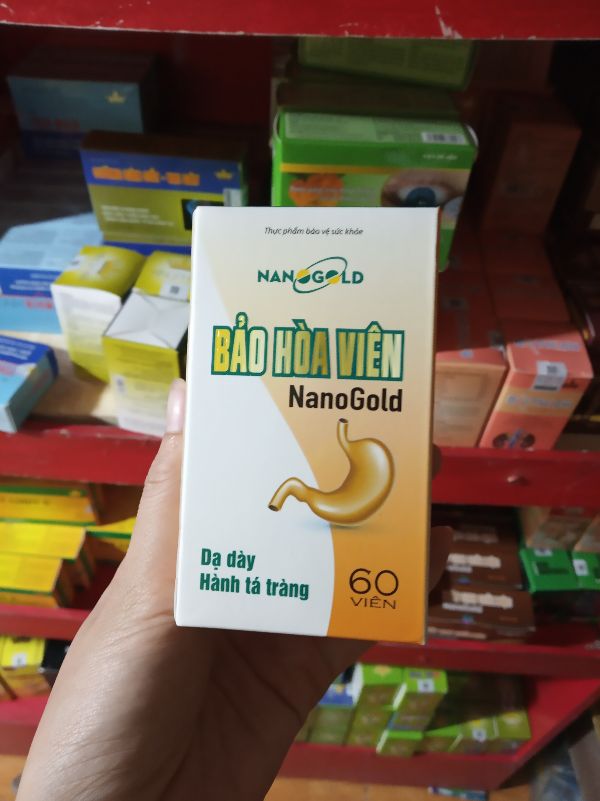 Thực phẩm bảo vệ sức khỏe
NANOGOLD
BẢO HÒA VIÊN
NanoGold
Dạ dày
Hành tá tràng
60
VIÊN